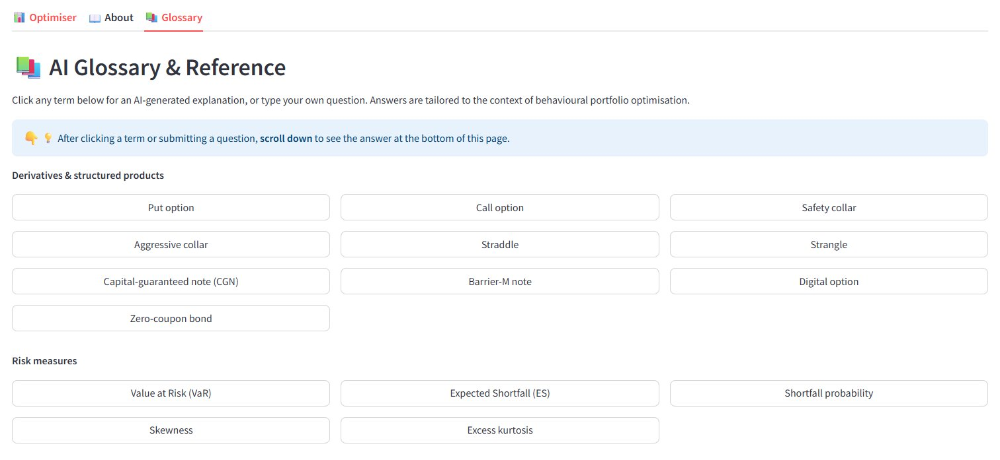 Optimiser About Glossary
AI Glossary & Reference
Click any term below for an AI-generated explanation, or type your own question. Answers are tailored to the context of behavioural portfolio optimisation.
After clicking a term or submitting a question, scroll down to see the answer at the bottom of this page.
Derivatives & structured products
Put option Call option Safety collar
Aggressive collar Straddle Strangle
Capital-guaranteed note (CGN) Barrier-M note Digital option
Zero-coupon bond
Risk measures
Value at Risk (VaR) Expected Shortfall (ES) Shortfall probability
Skewness Excess kurtosis